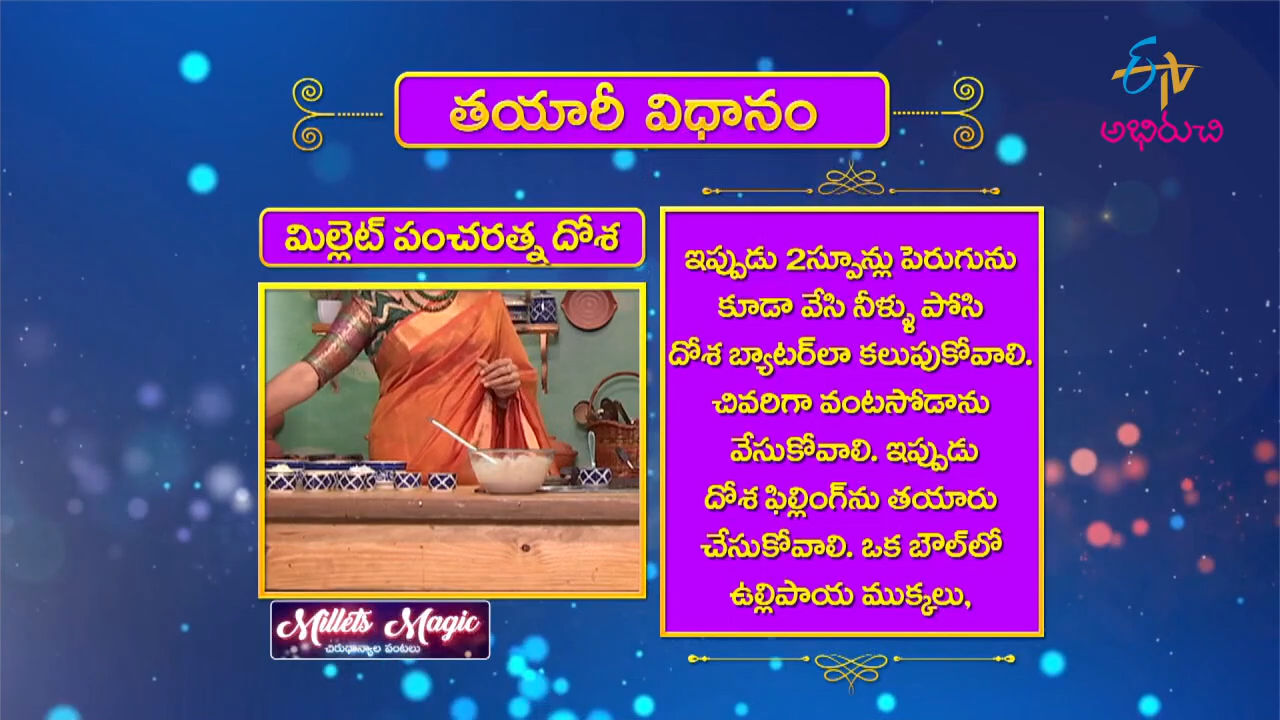 తయారీ విధానం
ETV
అభిరుచి
మిల్లెట్ పంచరత్న దోశ
ఇప్పుడు 2స్పూన్లు పెరుగును
కూడా వేసి నీళ్ళు పోసి
దోశ బ్యాటర్‌లా కలుపుకోవాలి.
చివరిగా వంటసోడాను
వేసుకోవాలి. ఇప్పుడు
దోశ ఫిల్లింగ్‌ను తయారు
చేసుకోవాలి. ఒక బౌల్‌లో
ఉల్లిపాయ ముక్కలు,
Millets Magic
చిరుధాన్యాల వంటలు